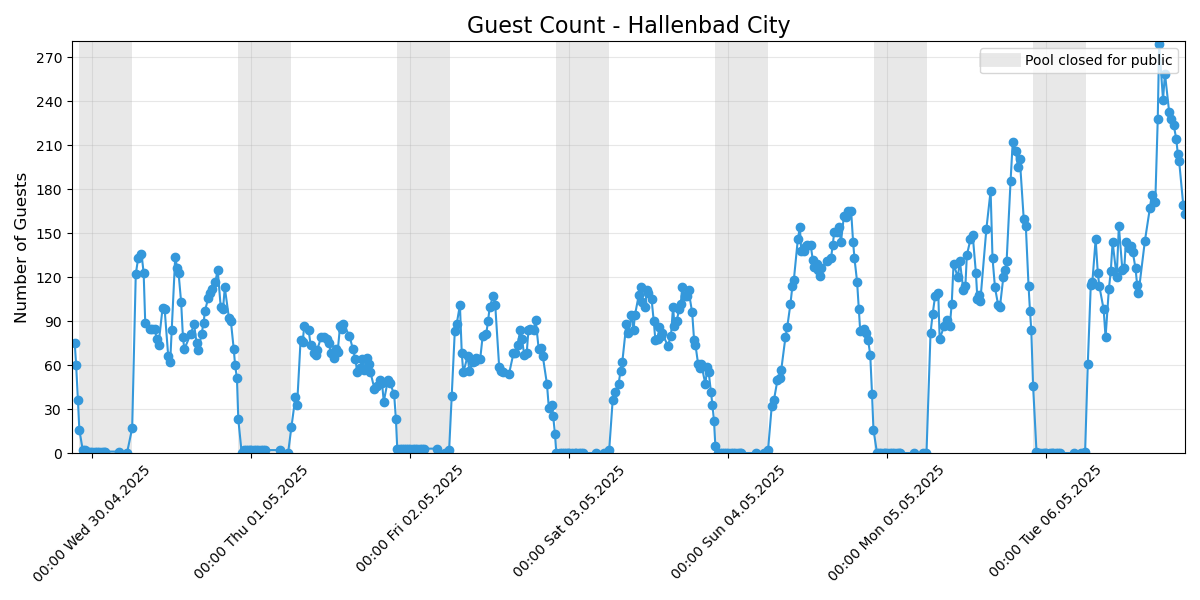 Guest Count - Hallenbad City
Pool closed for public
Number of Guests
270
240
210
180
150
120
90
60
30
0
00:00 Wed 30.04.2025
00:00 Thu 01.05.2025
00:00 Fri 02.05.2025
00:00 Sat 03.05.2025
00:00 Sun 04.05.2025
00:00 Mon 05.05.2025
00:00 Tue 06.05.2025